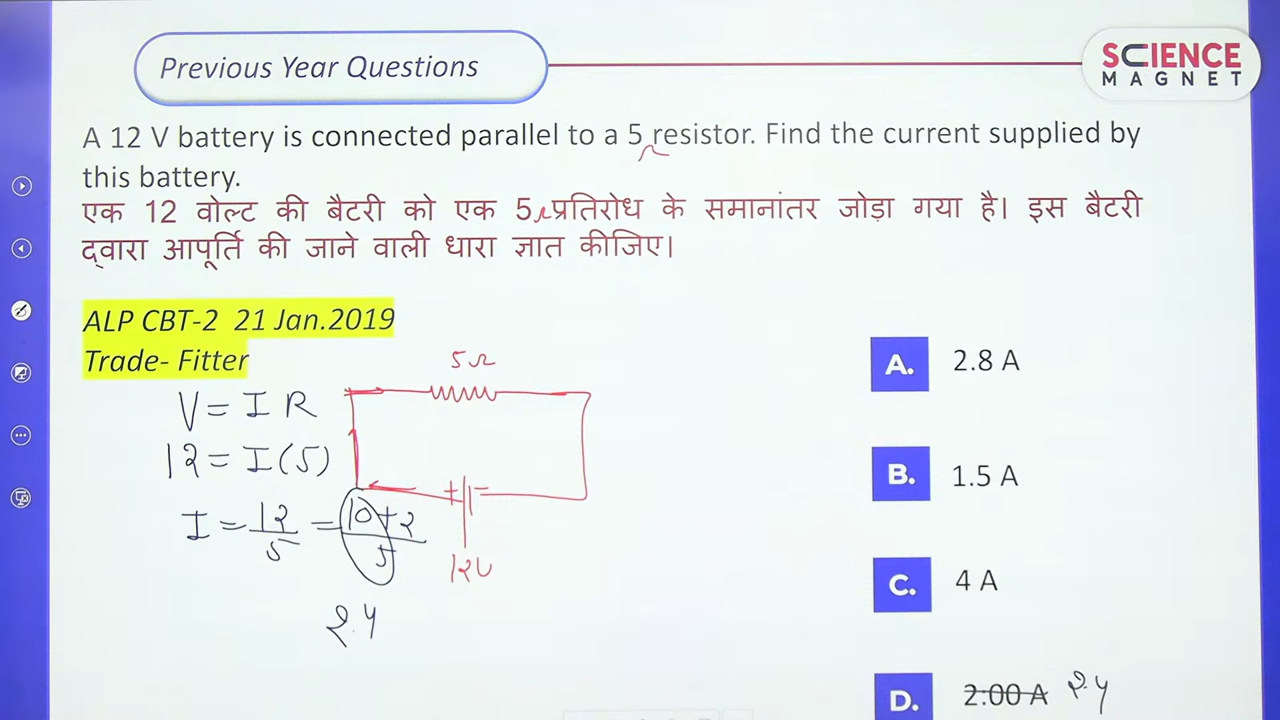 Previous Year Questions
SCIENCE
MAGNET
A 12 V battery is connected parallel to a 5Ω resistor. Find the current supplied by
this battery.
एक 12 वोल्ट की बैटरी को एक 5Ω प्रतिरोध के समानांतर जोड़ा गया है। इस बैटरी
द्वारा आपूर्ति की जाने वाली धारा ज्ञात कीजिए।
ALP CBT-2 21 Jan.2019
Trade- Fitter
V = I R
12 = I(5)
I = 12/5 = 10+2/5
2.4
5Ω
+ -
12V
A. 2.8 A
B. 1.5 A
C. 4 A
D. 2:00 A 2.4